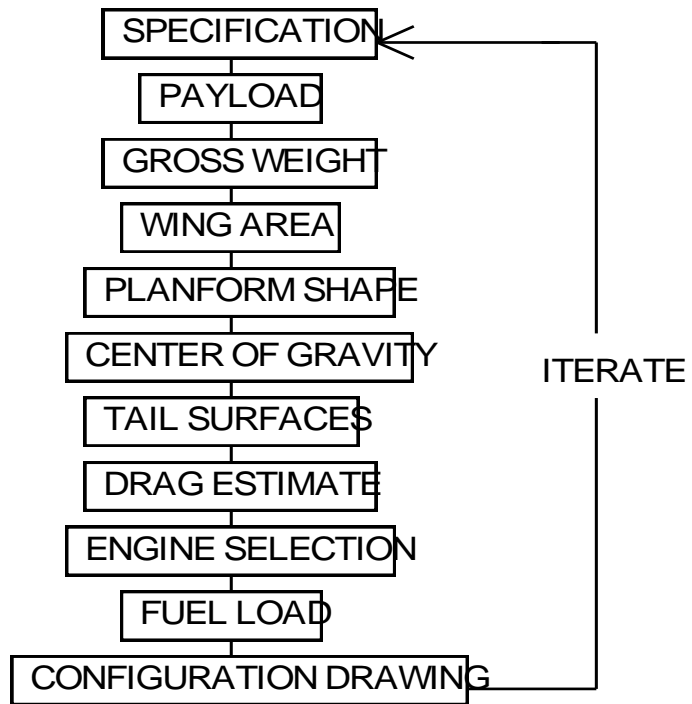 SPECIFICATION
PAYLOAD
GROSS WEIGHT
WING AREA
PLANFORM SHAPE
CENTER OF GRAVITY
ITERATE
TAIL SURFACES
DRAG ESTIMATE
ENGINE SELECTION
FUEL LOAD
CONFIGURATION DRAWING